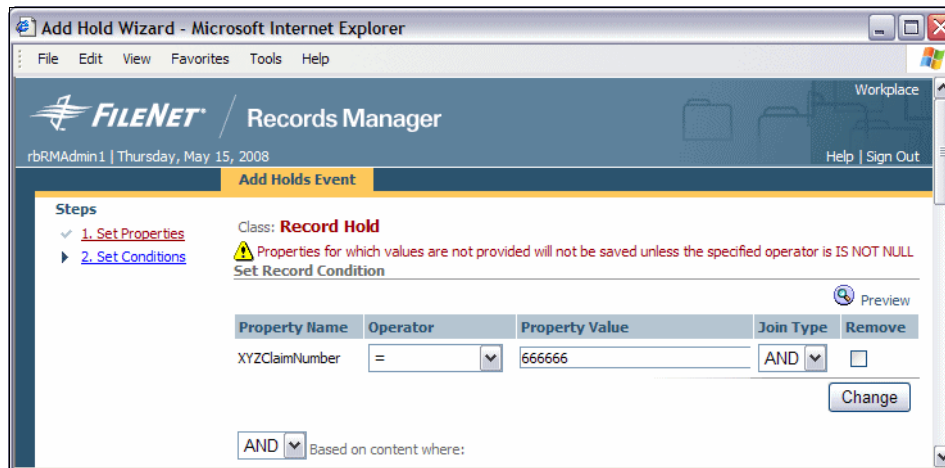 Add Hold Wizard - Microsoft Internet Explorer
File Edit View Favorites Tools Help
Workplace
FILENET Records Manager
rbRMAdmin1 | Thursday, May 15, 2008 Help | Sign Out
Add Holds Event
Steps
1. Set Properties
2. Set Conditions
Class: Record Hold
Properties for which values are not provided will not be saved unless the specified operator is IS NOT NULL
Set Record Condition
Preview
Property Name Operator Property Value Join Type Remove
XYZClaimNumber = 666666 AND
Change
AND Based on content where: